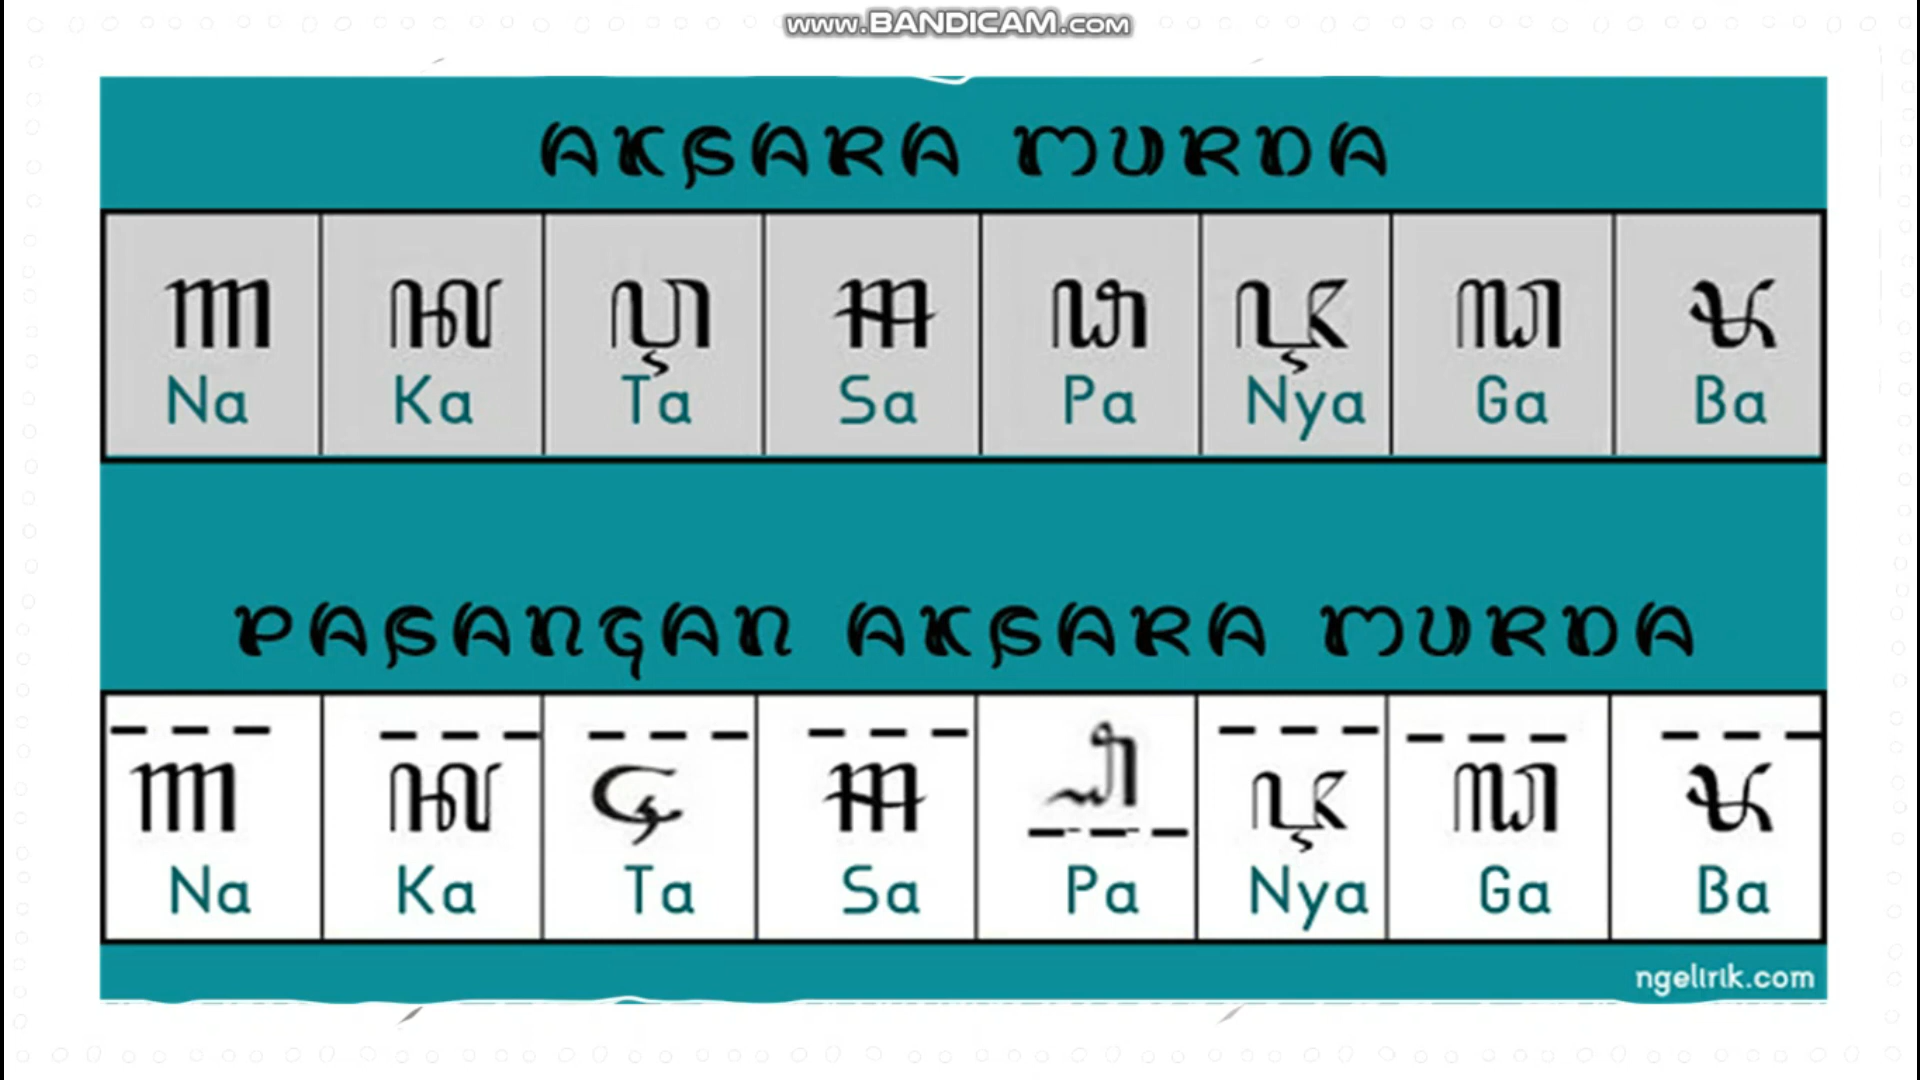 www.BANDICAM.com
AKSARA MURDA
ꦟ ꦑ ꦡ ꦯ ꦦ ꦘ ꦓ ꦨ
Na Ka Ta Sa Pa Nya Ga Ba
PASANGAN AKSARA MURDA
꧀ꦟ ꧀ꦑ ꧀ꦡ ꧀ꦯ ꧀ꦦ ꧀ꦘ ꧀ꦓ ꧀ꦨ
Na Ka Ta Sa Pa Nya Ga Ba
ngelirik.com